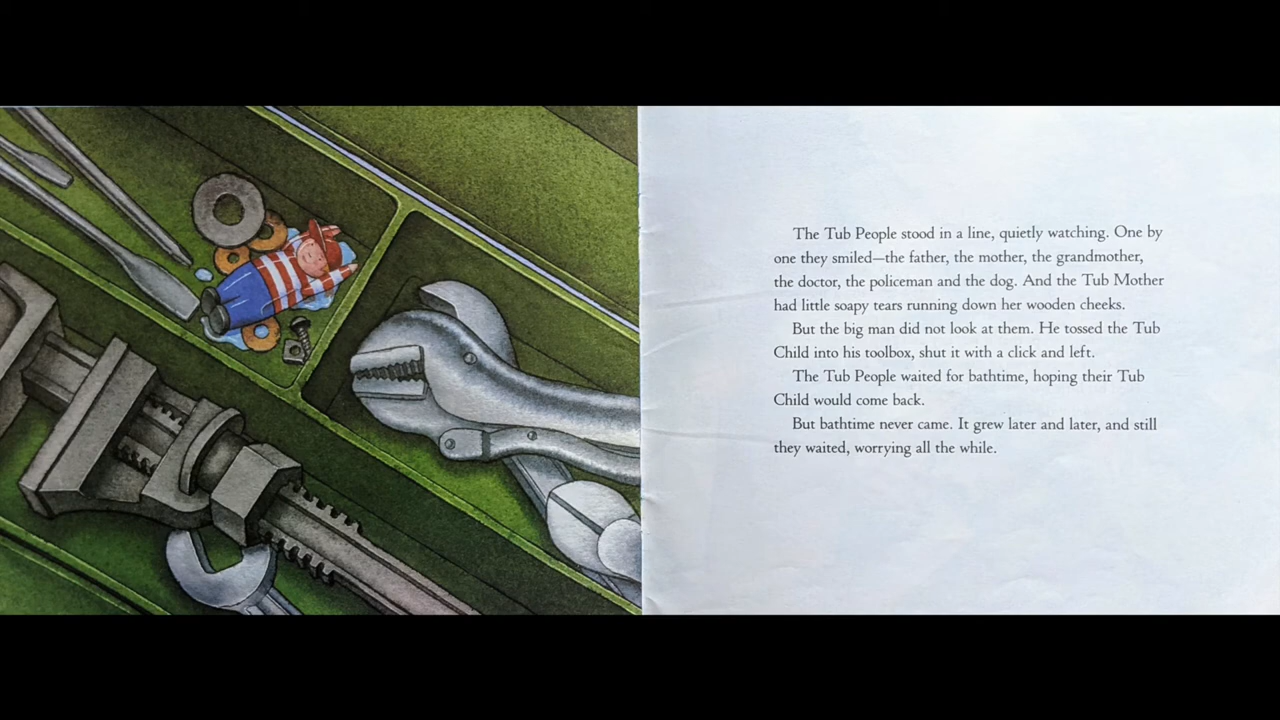 The Tub People stood in a line, quietly watching. One by
one they smiled—the father, the mother, the grandmother,
the doctor, the policeman and the dog. And the Tub Mother
had little soapy tears running down her wooden cheeks.
But the big man did not look at them. He tossed the Tub
Child into his toolbox, shut it with a click and left.
The Tub People waited for bathtime, hoping their Tub
Child would come back.
But bathtime never came. It grew later and later, and still
they waited, worrying all the while.